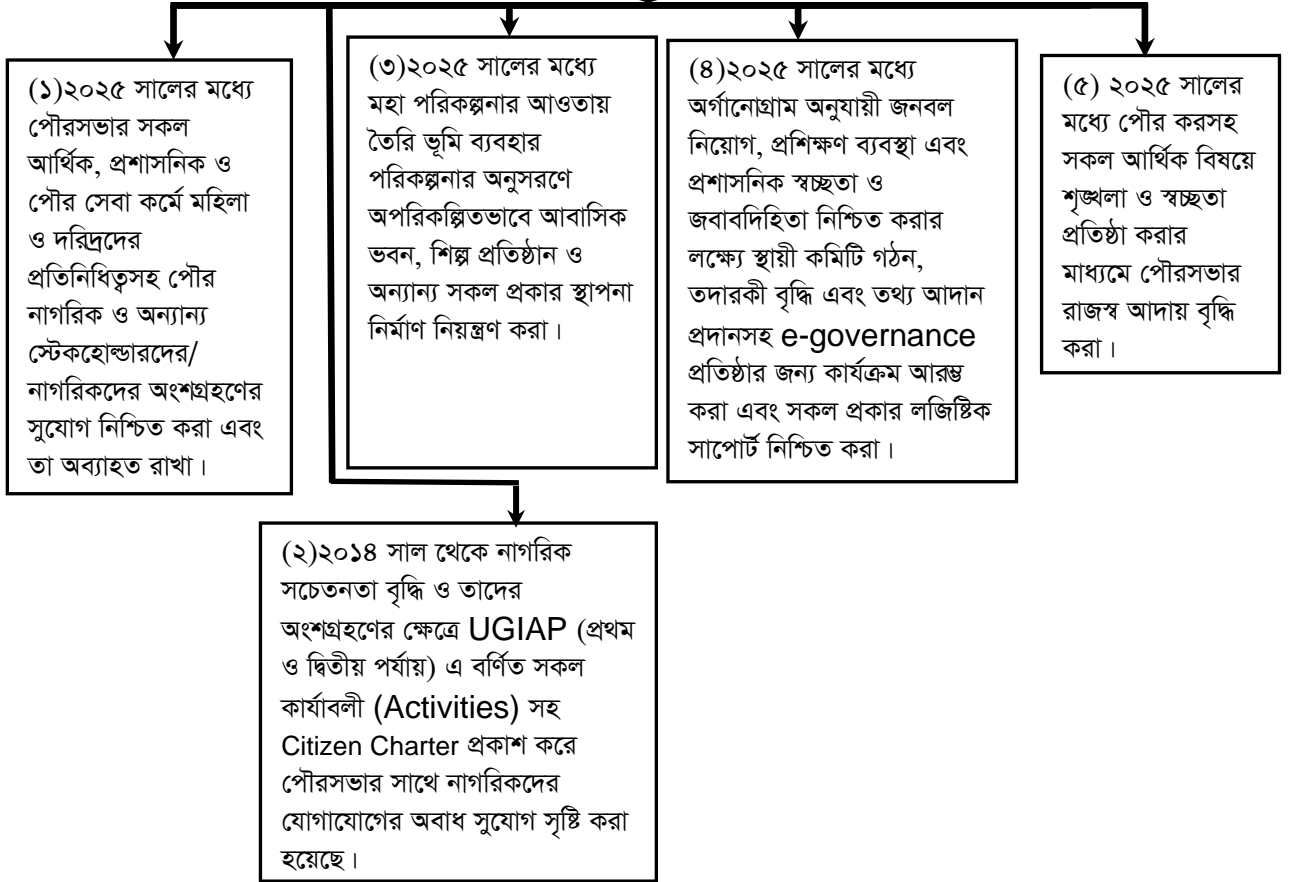 (১)২০২৫ সালের মধ্যে
পৌরসভার সকল
আর্থিক, প্রশাসনিক ও
পৌর সেবা কর্মে মহিলা
ও দরিদ্রদের
প্রতিনিধিত্বসহ পৌর
নাগরিক ও অন্যান্য
স্টেকহোল্ডারদের/
নাগরিকদের অংশগ্রহণের
সুযোগ নিশ্চিত করা এবং
তা অব্যাহত রাখা।
(২)২০১৪ সাল থেকে নাগরিক
সচেতনতা বৃদ্ধি ও তাদের
অংশগ্রহণের ক্ষেত্রে UGIAP (প্রথম
ও দ্বিতীয় পর্যায়) এ বর্ণিত সকল
কার্যাবলী (Activities) সহ
Citizen Charter প্রকাশ করে
পৌরসভার সাথে নাগরিকদের
যোগাযোগের অবাধ সুযোগ সৃষ্টি করা
হয়েছে।
(৩)২০২৫ সালের মধ্যে
মহা পরিকল্পনার আওতায়
তৈরি ভূমি ব্যবহার
পরিকল্পনার অনুসরণে
অপরিকল্পিতভাবে আবাসিক
ভবন, শিল্প প্রতিষ্ঠান ও
অন্যান্য সকল প্রকার স্থাপনা
নির্মাণ নিয়ন্ত্রণ করা।
(৪)২০২৫ সালের মধ্যে
অর্গানোগ্রাম অনুযায়ী জনবল
নিয়োগ, প্রশিক্ষণ ব্যবস্থা এবং
প্রশাসনিক স্বচ্ছতা ও
জবাবদিহিতা নিশ্চিত করার
লক্ষ্যে স্থায়ী কমিটি গঠন,
তদারকী বৃদ্ধি এবং তথ্য আদান
প্রদানসহ e-governance
প্রতিষ্ঠার জন্য কার্যক্রম আরম্ভ
করা এবং সকল প্রকার লজিষ্টিক
সাপোর্ট নিশ্চিত করা।
(৫) ২০২৫ সালের
মধ্যে পৌর করসহ
সকল আর্থিক বিষয়ে
শৃঙ্খলা ও স্বচ্ছতা
প্রতিষ্ঠা করার
মাধ্যমে পৌরসভার
রাজস্ব আদায় বৃদ্ধি
করা।